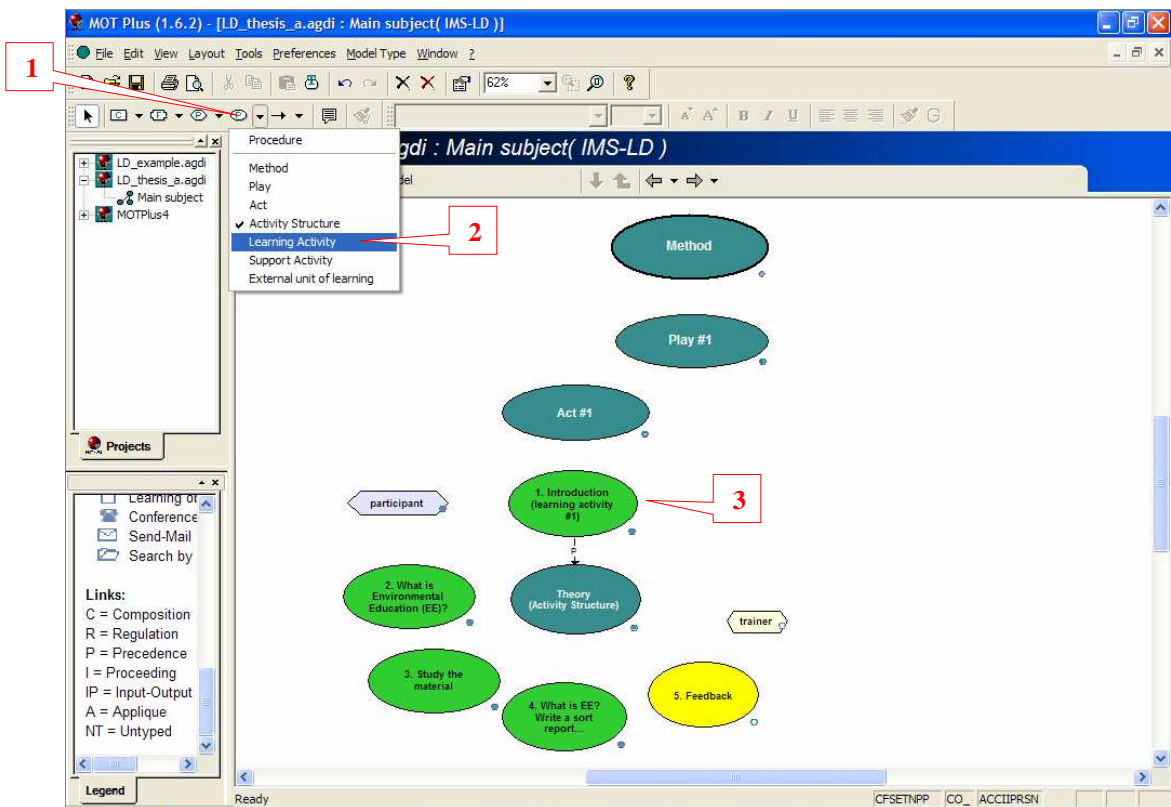 MOT Plus (1.6.2) - [LD_thesis_a.agdi : Main subject( IMS-LD )]
File Edit View Layout Tools Preferences Model Type Window ?
1
62%
B I U G
Procedure
Method
Play
Act
Activity Structure
Learning Activity
Support Activity
External unit of learning
2
LD_example.agdi
LD_thesis_a.agdi
Main subject
MOTPlus4
Projects
agdi : Main subject( IMS-LD )
del
Method
Play #1
Act #1
participant
1. Introduction
(learning activity
#1)
3
P
2. What is
Environmental
Education (EE)?
Theory
(Activity Structure)
trainer
3. Study the
material
4. What is EE?
Write a sort
report...
5. Feedback
Conference
Send-Mail
Search by
Links:
C = Composition
R = Regulation
P = Precedence
I = Proceeding
IP = Input-Output
A = Applique
NT = Untyped
Legend
Ready
CFSETNPP CO_ ACCIIPRSN